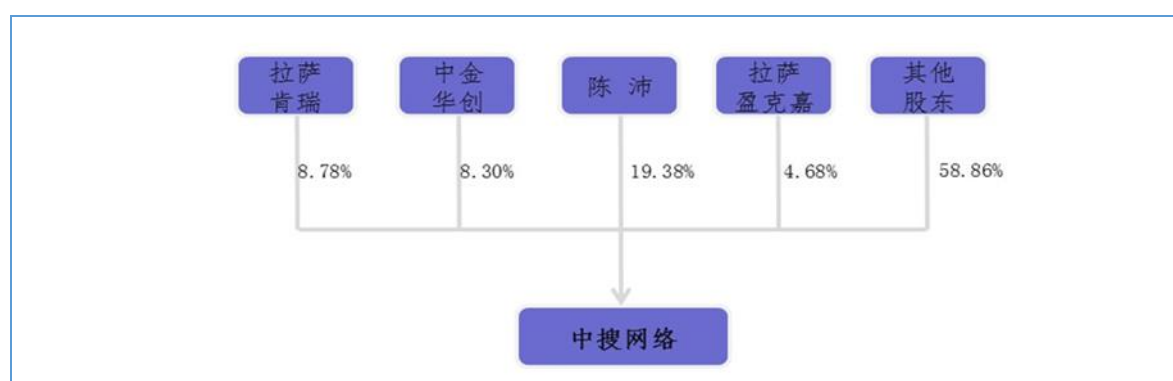 拉萨
肯瑞
中金
华创
陈 沛
拉萨
盈克嘉
其他
股东
8.78%
8.30%
19.38%
4.68%
58.86%
中搜网络